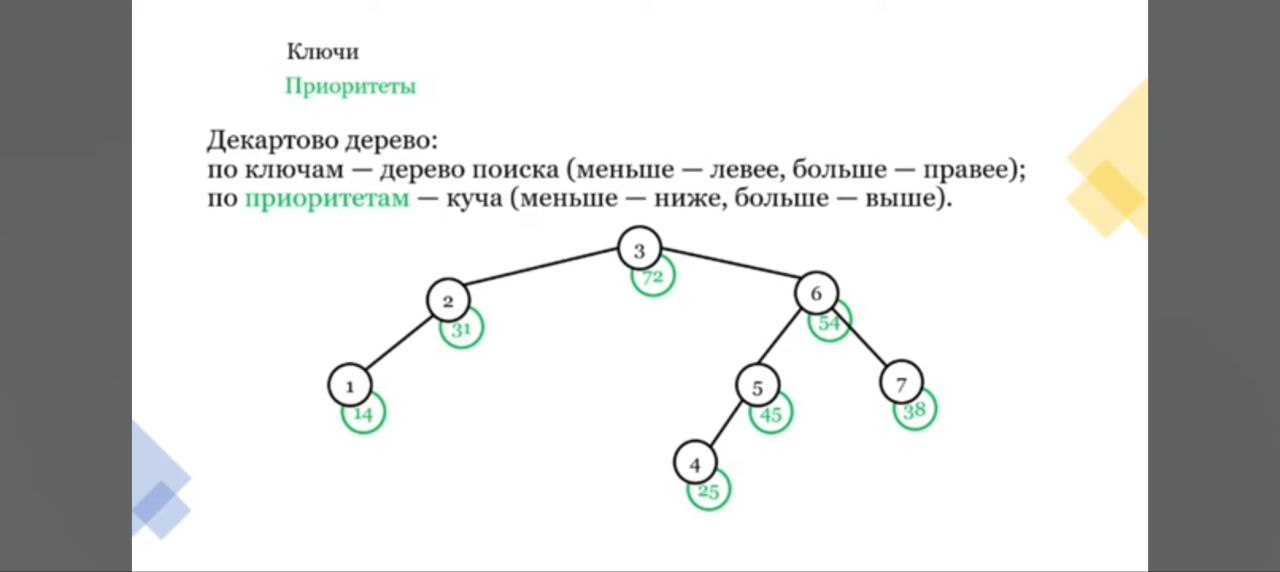 Ключи
Приоритеты
Декартово дерево:
по ключам — дерево поиска (меньше — левее, больше — правее);
по приоритетам — куча (меньше — ниже, больше — выше).
3
72
2
31
6
54
1
14
5
45
7
38
4
25